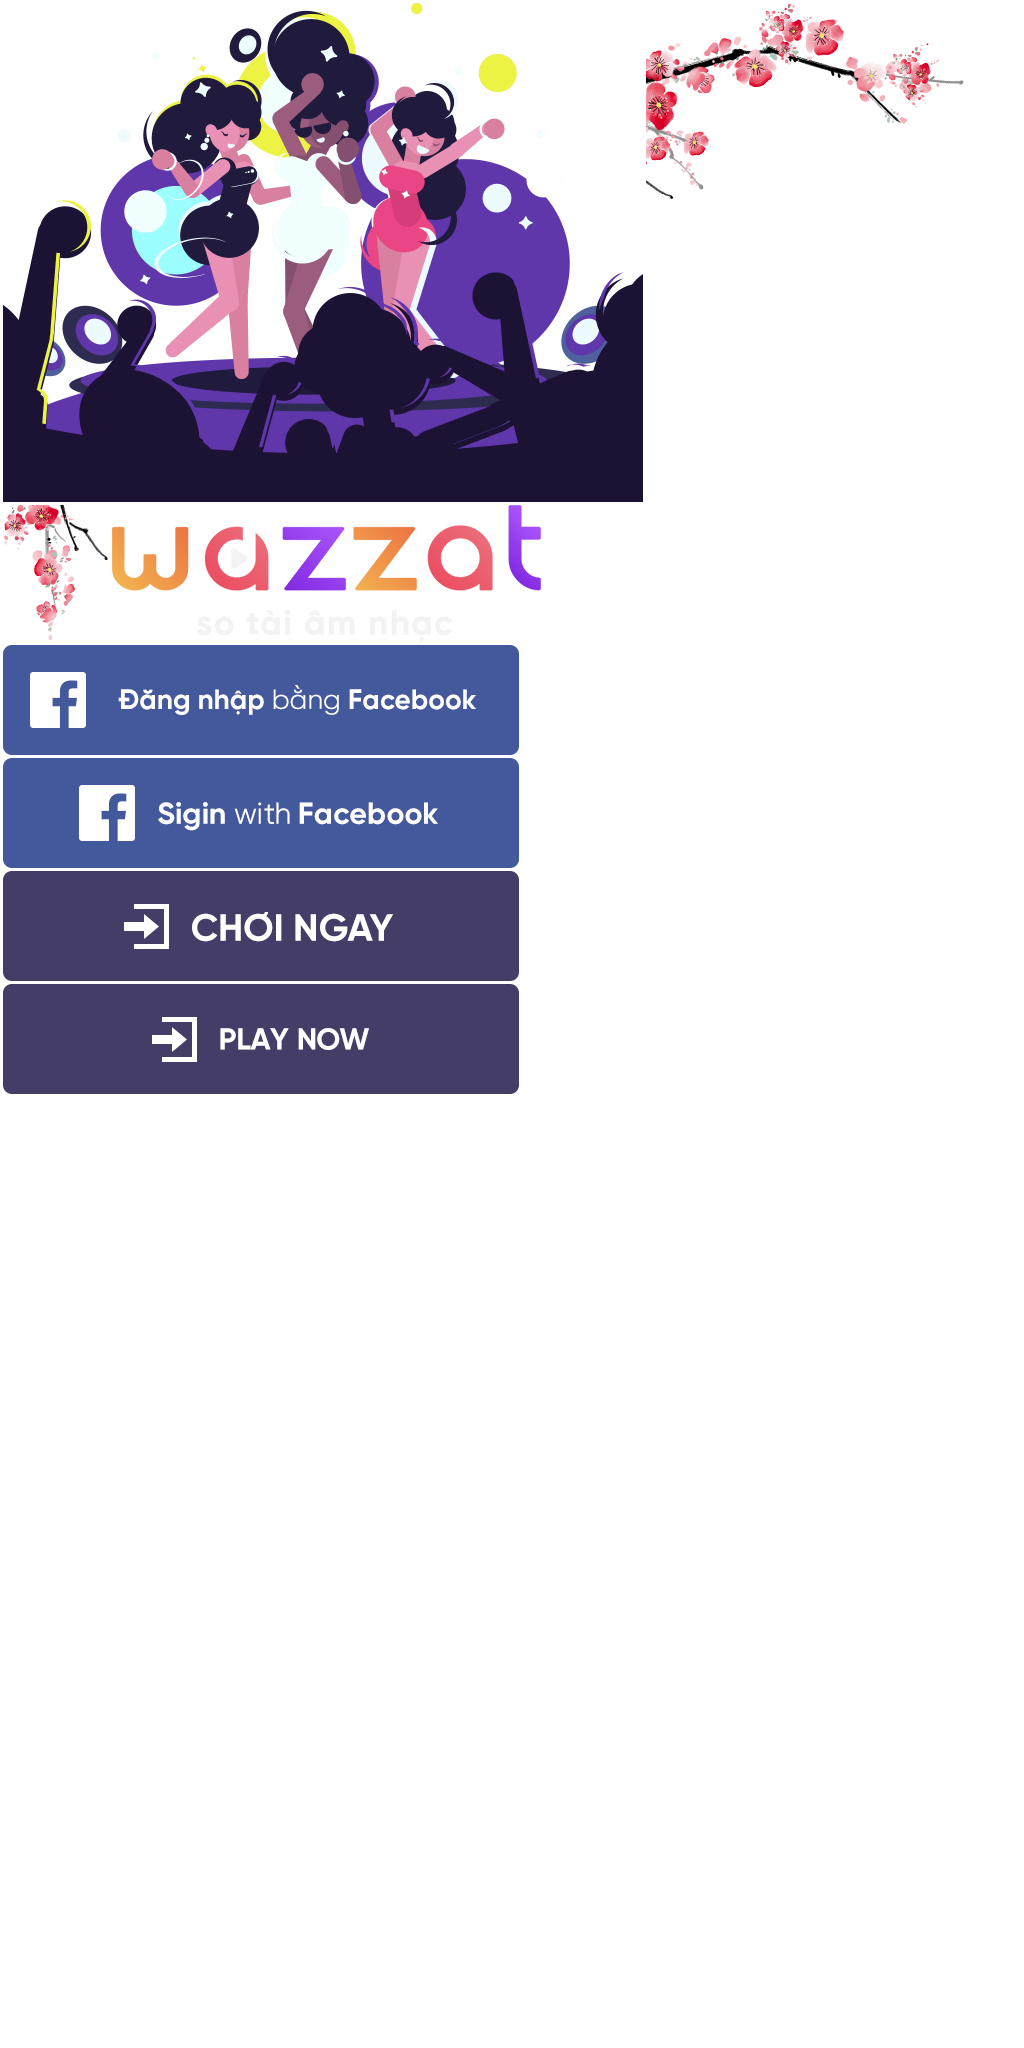 wazzat
so tài âm nhạc
Đăng nhập bằng Facebook
Sigin with Facebook
CHƠI NGAY
PLAY NOW